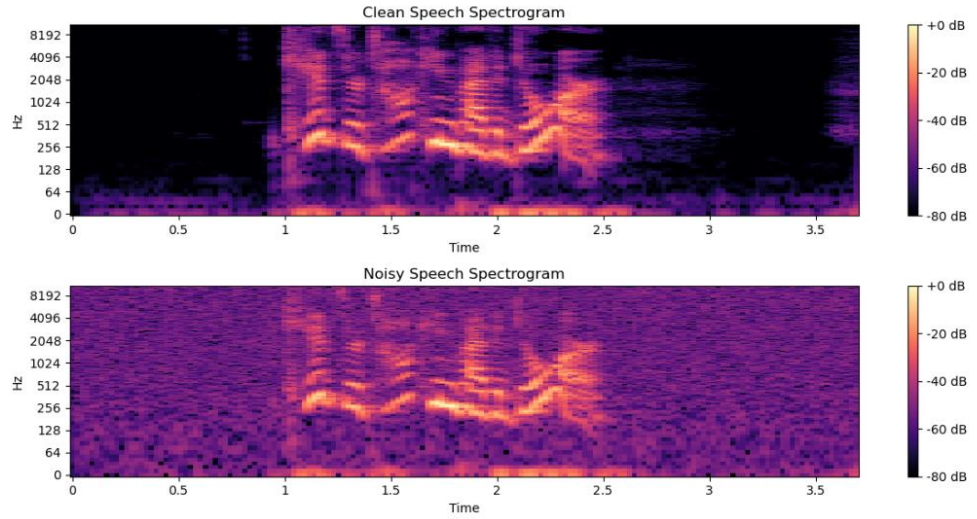 Clean Speech Spectrogram
8192
4096
2048
1024
512
256
128
64
0
Hz
0
0.5
1
1.5
2
2.5
3
3.5
Time
+0 dB
-20 dB
-40 dB
-60 dB
-80 dB
Noisy Speech Spectrogram
8192
4096
2048
1024
512
256
128
64
0
Hz
0
0.5
1
1.5
2
2.5
3
3.5
Time
+0 dB
-20 dB
-40 dB
-60 dB
-80 dB